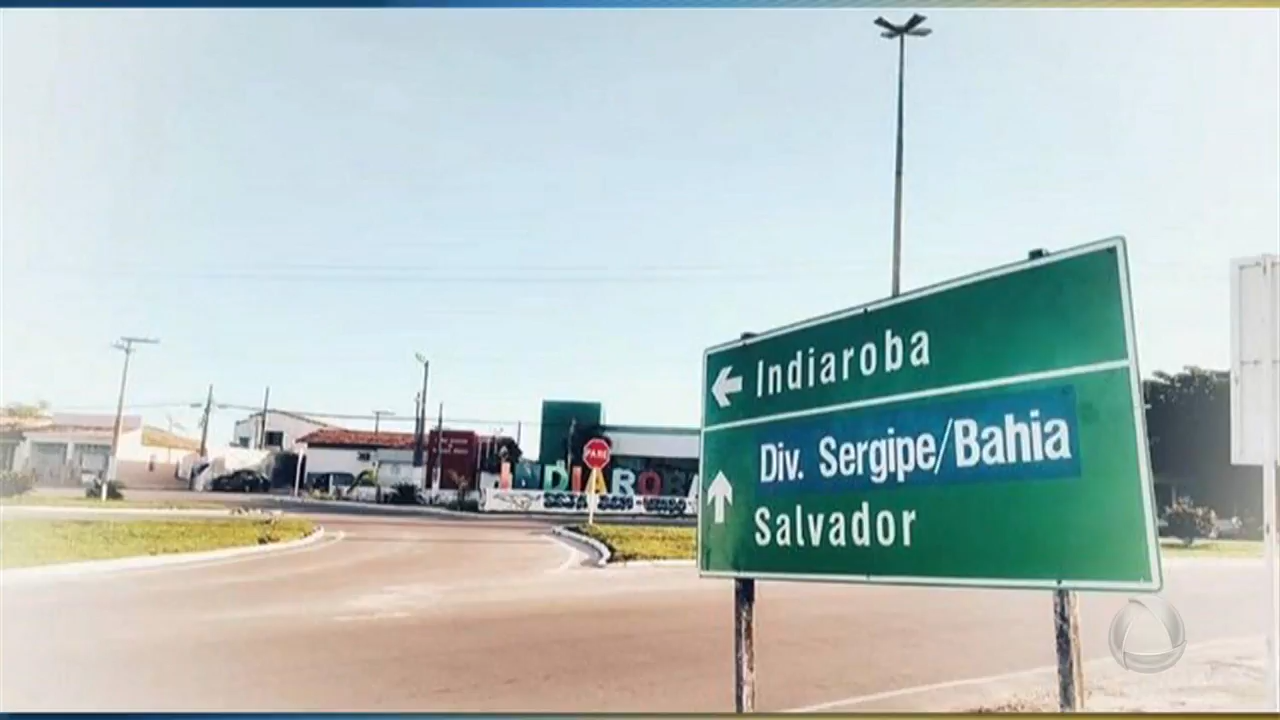 Indiaroba
Div. Sergipe/Bahia
Salvador
PARE
INDIAROBA